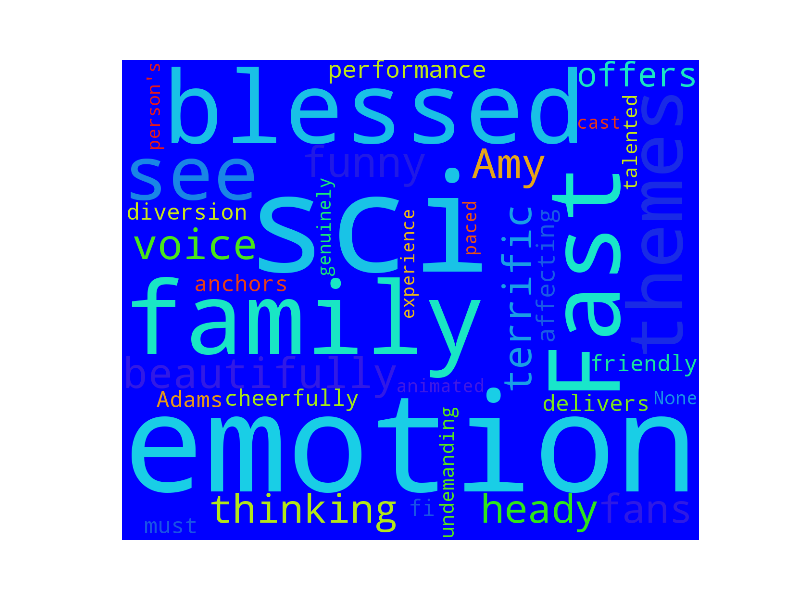 performance
offers
person's
blessed
cast
talented
themes
see
funny
Amy
sci
Fast
diversion
genuinely
voice
experience
paced
terrific
affecting
anchors
family
friendly
beautifully
animated
None
Adams
cheerfully
delivers
emotion
undemanding
thinking
fi
heady
fans
must